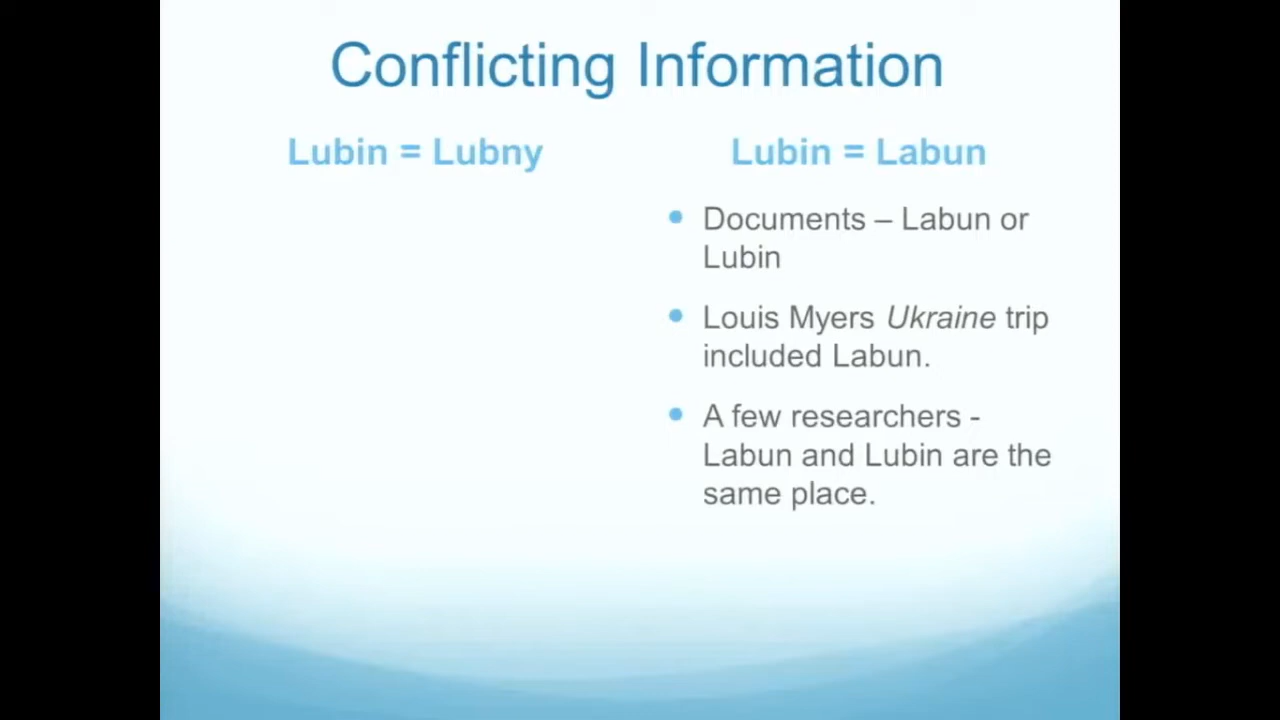 Conflicting Information
Lubin = Lubny
Lubin = Labun
• Documents – Labun or
Lubin
• Louis Myers Ukraine trip
included Labun.
• A few researchers -
Labun and Lubin are the
same place.